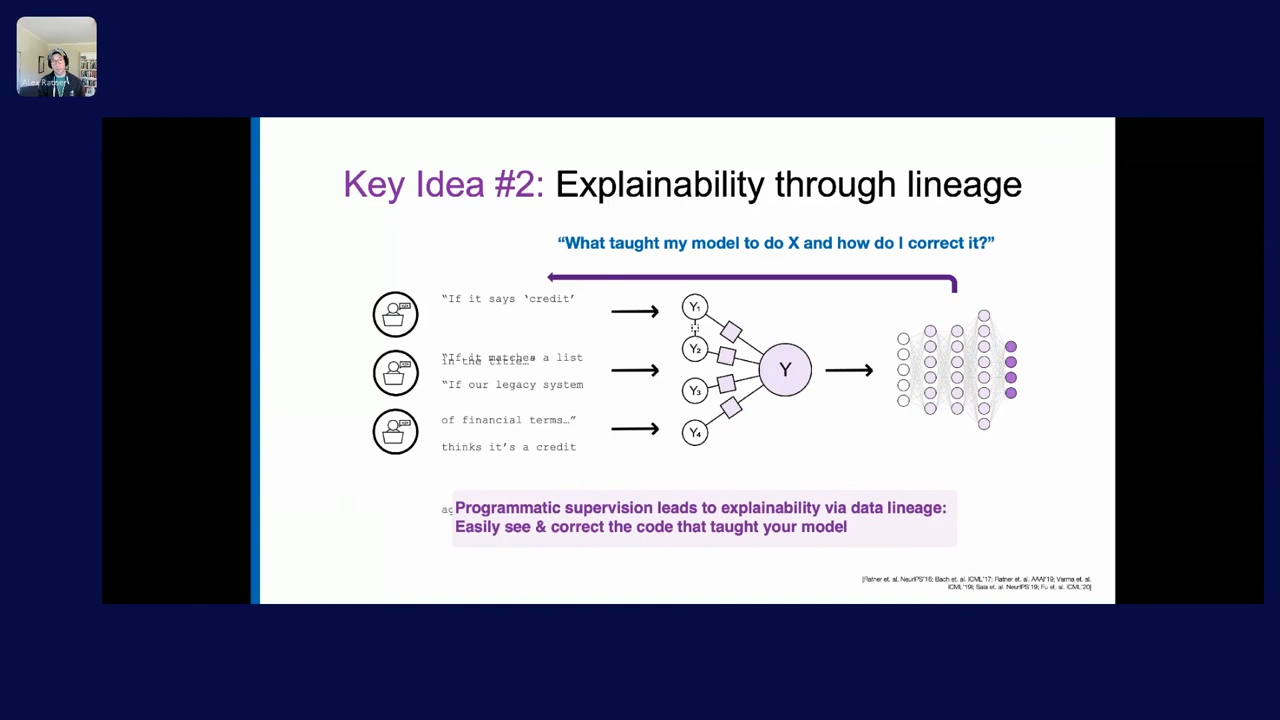 Alex Ratner
Key Idea #2: Explainability through lineage
“What taught my model to do X and how do I correct it?”
“If it says ‘credit’
in the title…”
“If it matches a list
“If our legacy system
of financial terms…”
thinks it’s a credit
Y₁
Y₂
Y₃
Y₄
Y
Programmatic supervision leads to explainability via data lineage:
Easily see & correct the code that taught your model
[Ratner et. al. NeurIPS'16; Bach et. al. ICML'17; Ratner et. al. AAAI'19; Varma et. al.
ICML'19; Sala et. al. NeurIPS'19; Fu et. al. ICML'20]